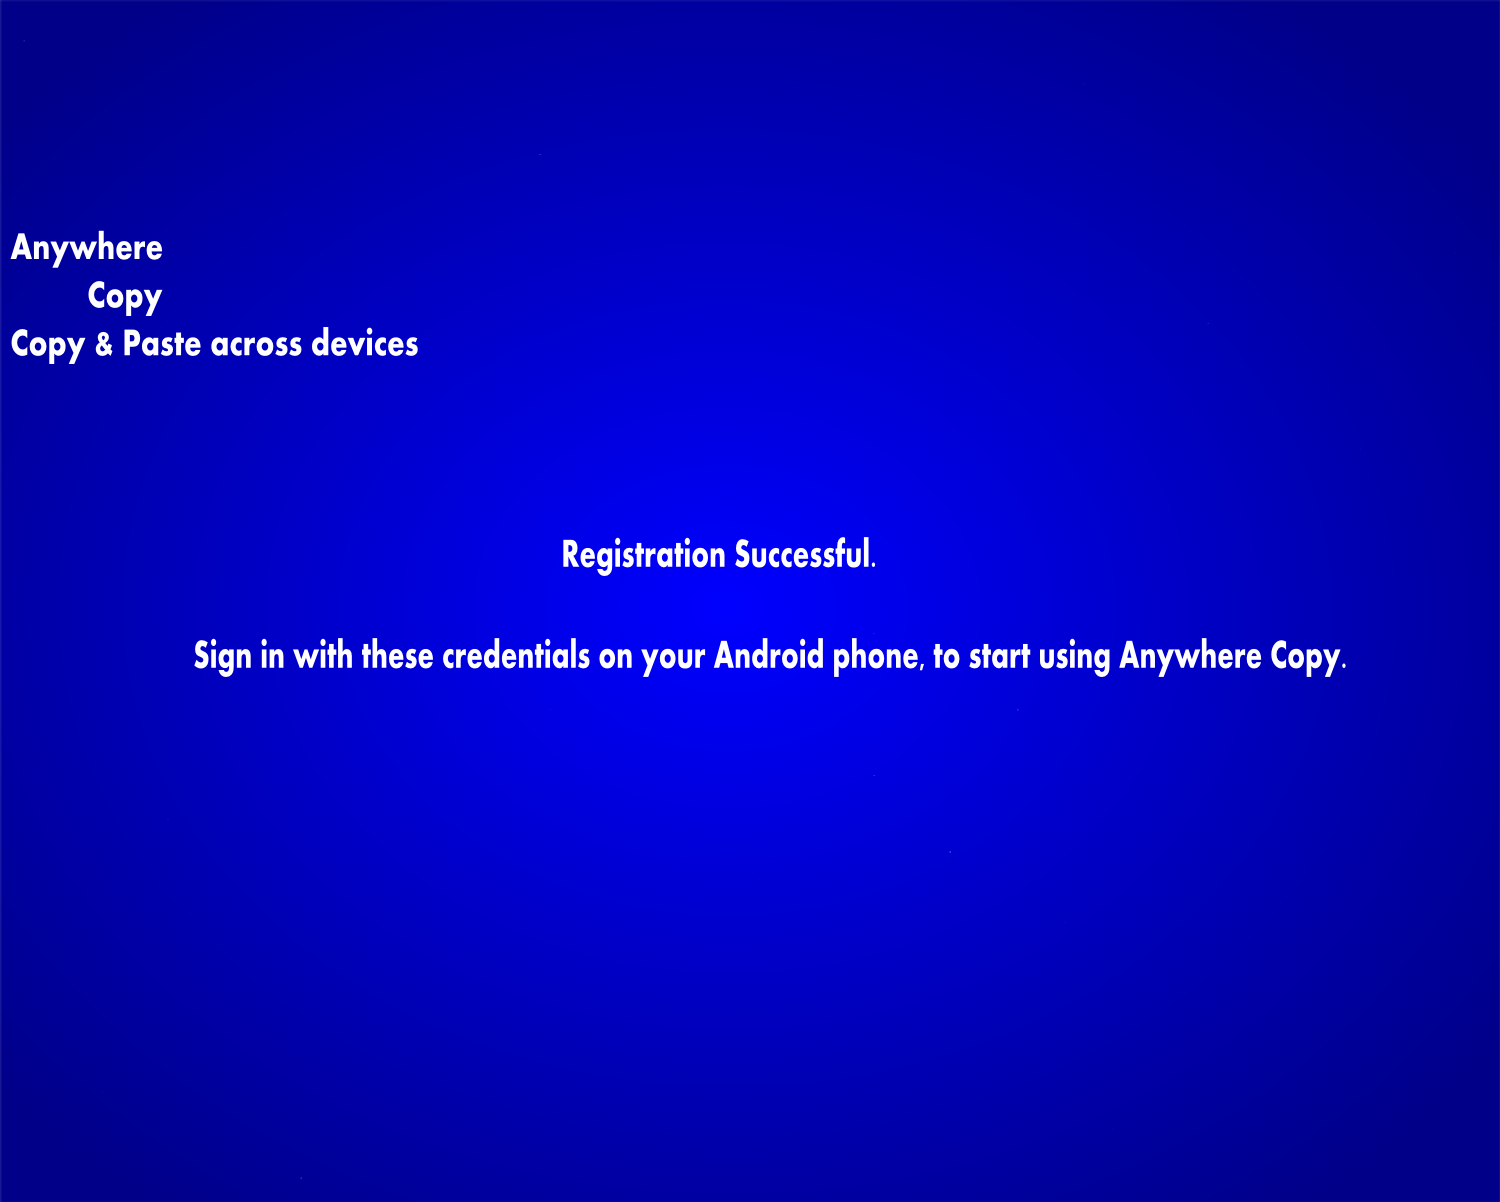 Anywhere
Copy
Copy & Paste across devices
Registration Successful.
Sign in with these credentials on your Android phone, to start using Anywhere Copy.